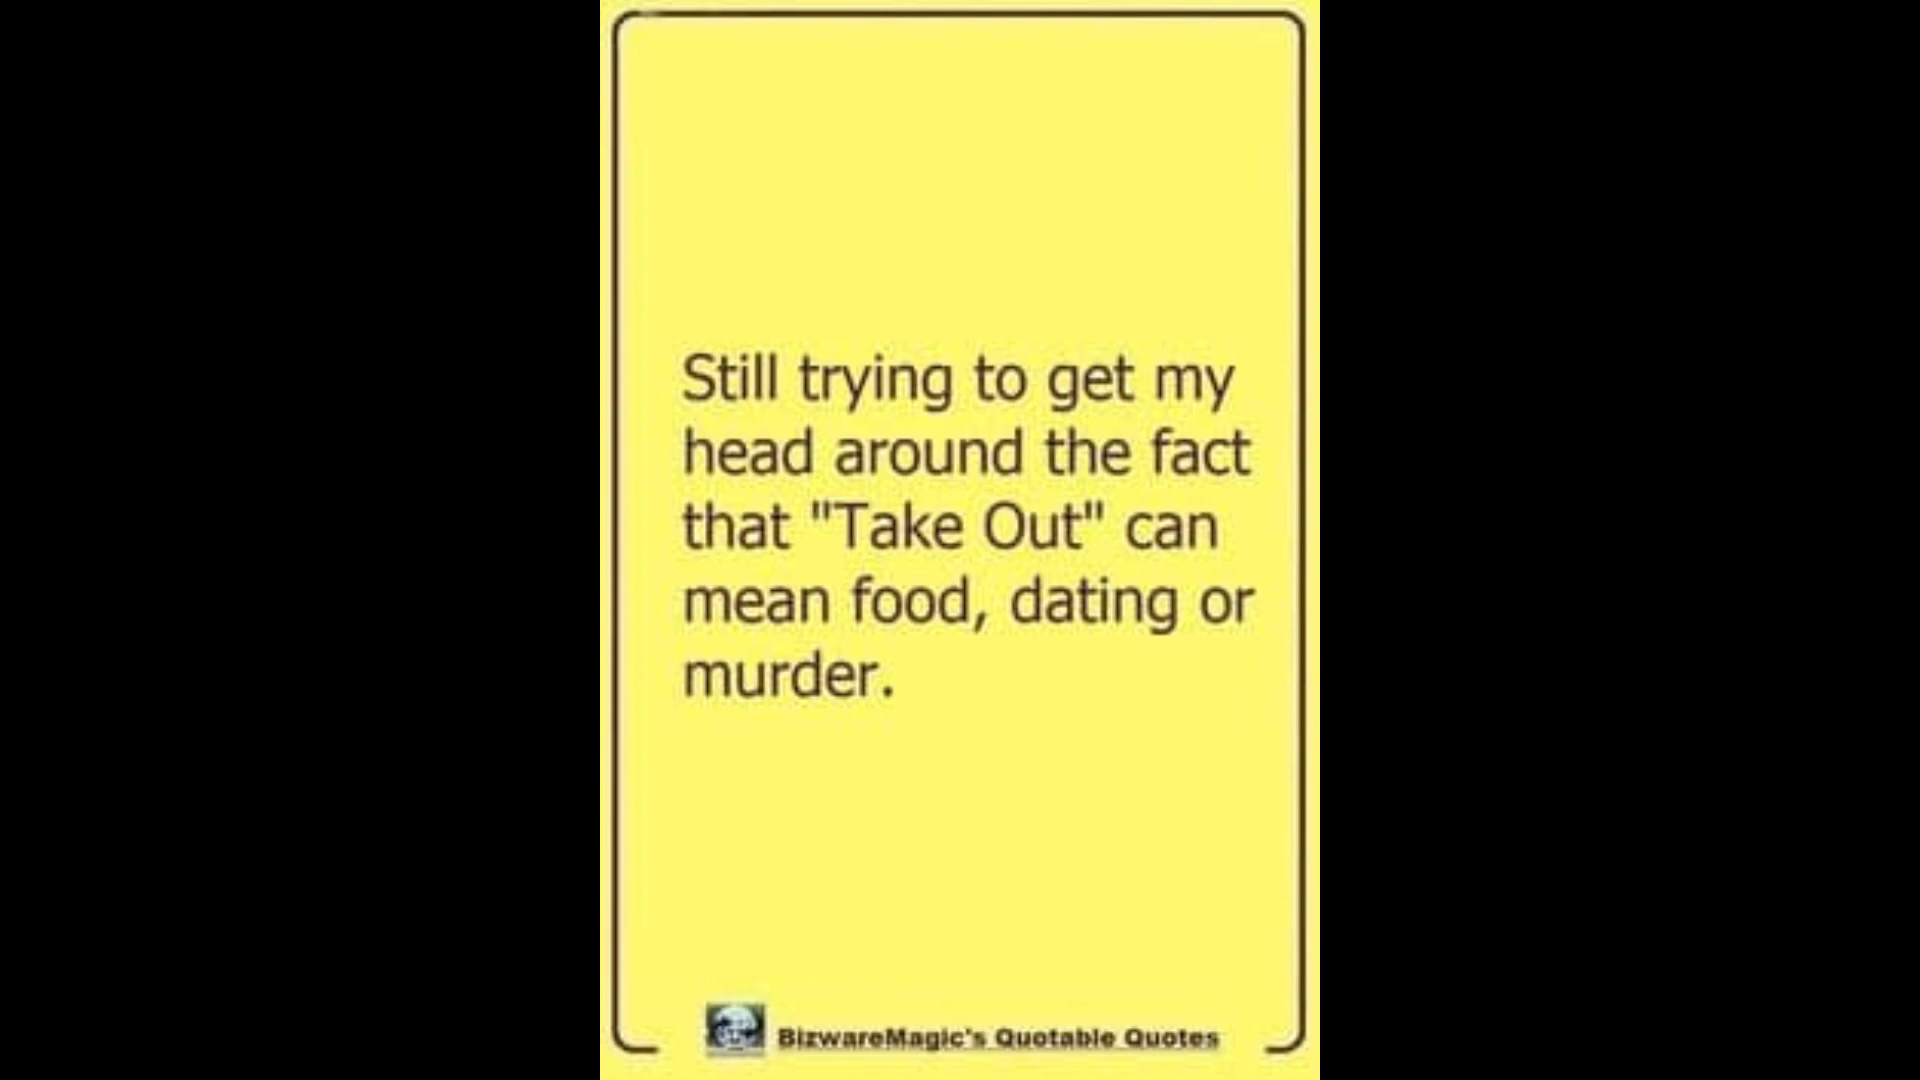 Still trying to get my
head around the fact
that "Take Out" can
mean food, dating or
murder.
BizwareMagic's Quotable Quotes